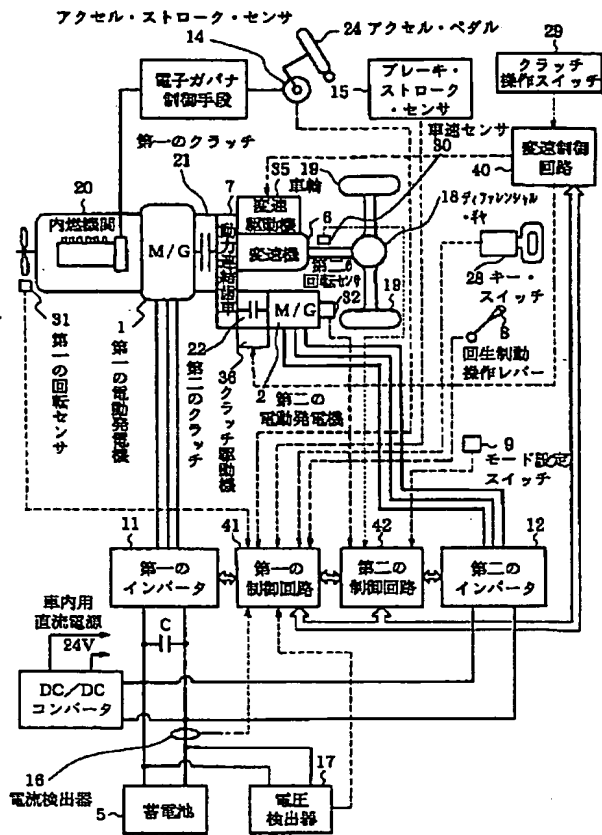 アクセル・ストローク・センサ
14
24 アクセル・ペダル
29
電子ガバナ
制御手段
15
ブレーキ・
ストローク
・センサ
クラッチ
操作スイッチ
第一のクラッチ
21
7
車速センサ
30
変速制御
回路
40
20
内燃機関
M/G
35
変速
駆動機
19
車輪
6
変速機
18 ディファレンシャル
・ギヤ
動力連結歯車
第二の
回転センサ
28 キー・
スイッチ
M/G
32
19
8
回生制動
操作レバー
31
第一の回転センサ
1
第一の電動発電機
22
第二のクラッチ
36
クラッチ駆動機
2
第二の
電動発電機
9
モード設定
スイッチ
11
第一の
インバータ
41
第一の
制御回路
42
第二の
制御回路
12
第二の
インバータ
車内用
直流電源
24V
C
DC/DC
コンバータ
16
電流検出器
5
蓄電池
17
電圧
検出器